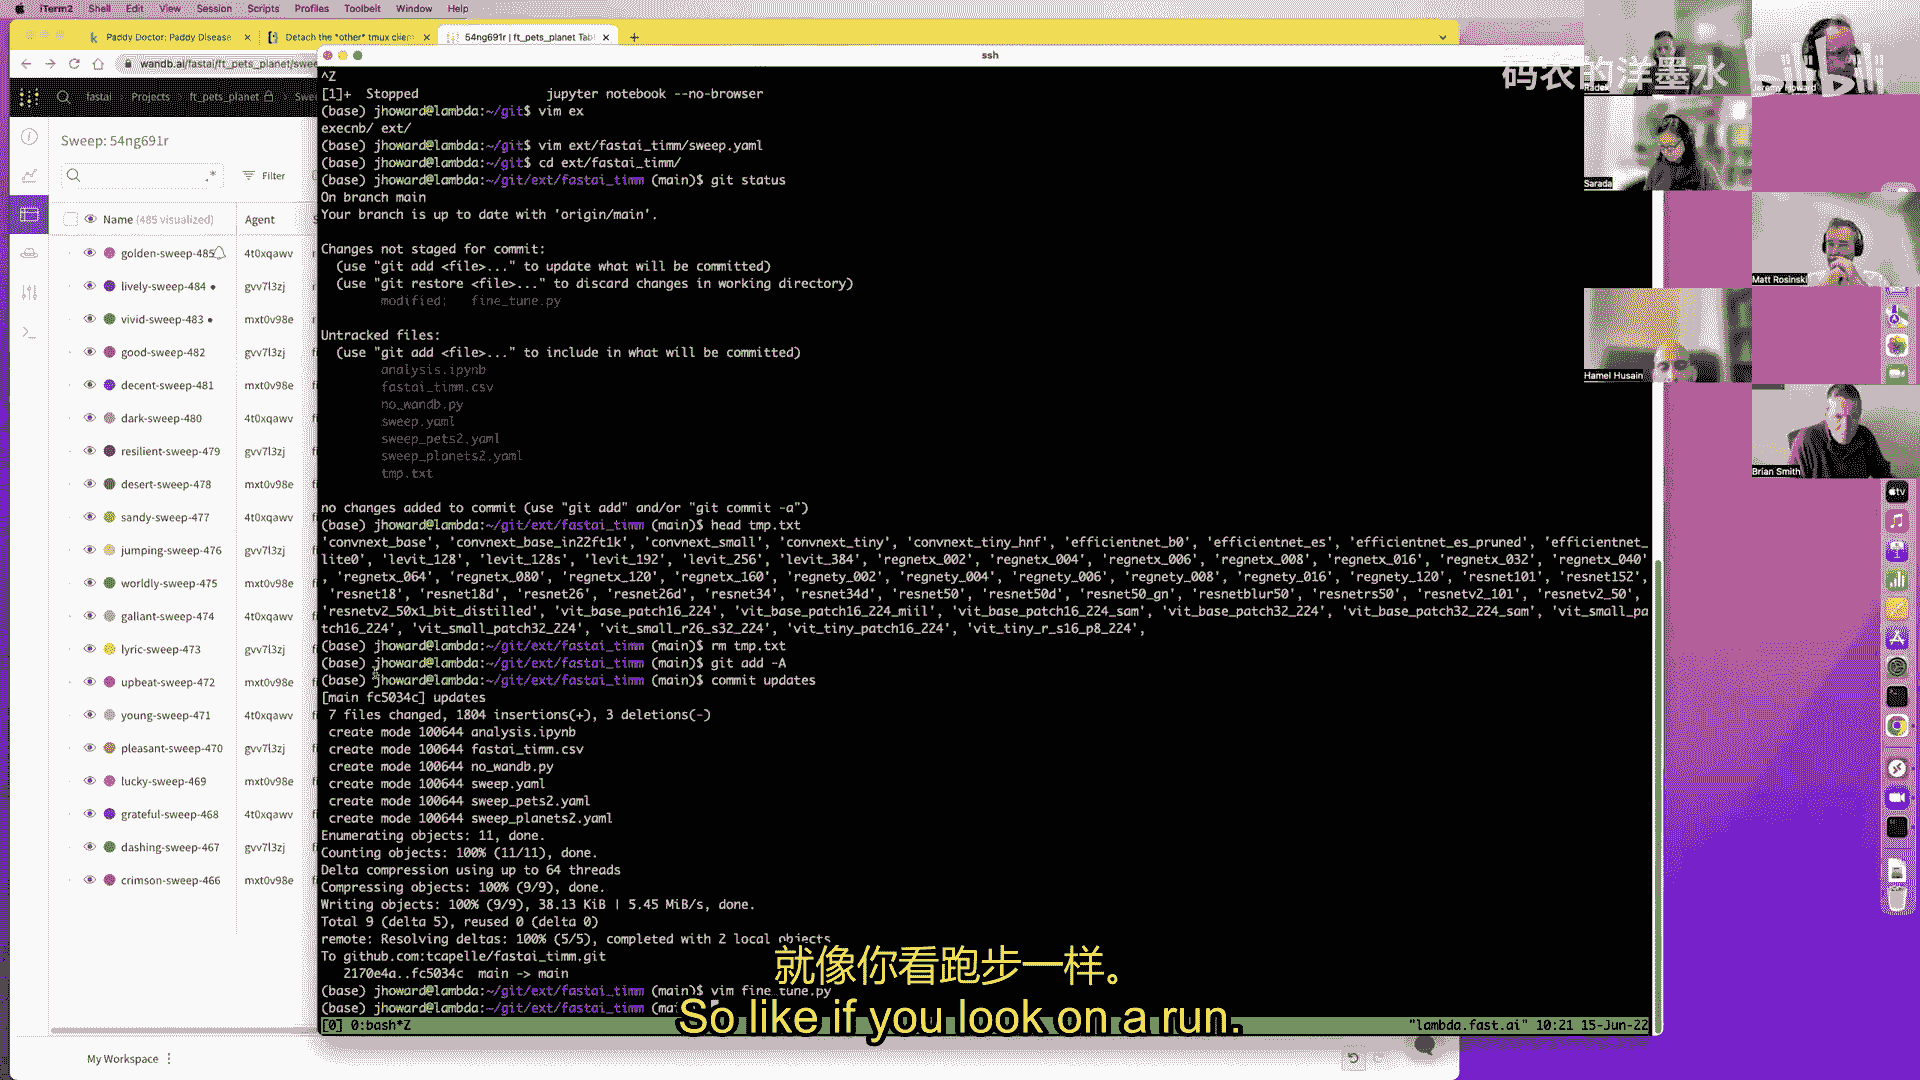 iTerm2 Shell Edit View Session Scripts Profiles Toolbelt Window Help
Paddy Doctor: Paddy Disease
Detach the *other* tmux clien
54ng691r | ft_pets_planet Tab
wandb.ai/fastai/ft_pets_planet/swee
ssh
fastai Projects ft_pets_planet Swee
Sweep: 54ng691r
.*
Filter
Name (485 visualized) Agent
golden-sweep-485 4t0xqawv
lively-sweep-484 gvv7l3zj
vivid-sweep-483 mxt0v98e
good-sweep-482 gvv7l3zj
decent-sweep-481 mxt0v98e
dark-sweep-480 4t0xqawv
resilient-sweep-479 gvv7l3zj
desert-sweep-478 mxt0v98e
sandy-sweep-477 4t0xqawv
jumping-sweep-476 gvv7l3zj
worldly-sweep-475 mxt0v98e
gallant-sweep-474 4t0xqawv
lyric-sweep-473 gvv7l3zj
upbeat-sweep-472 mxt0v98e
young-sweep-471 4t0xqawv
pleasant-sweep-470 gvv7l3zj
lucky-sweep-469 mxt0v98e
grateful-sweep-468 4t0xqawv
dashing-sweep-467 gvv7l3zj
crimson-sweep-466 mxt0v98e
My Workspace
^Z
[1]+  Stopped                 jupyter notebook --no-browser
(base) jhoward@lambda:~/git$ vim ex
execnb/ ext/
(base) jhoward@lambda:~/git$ vim ext/fastai_timm/sweep.yaml
(base) jhoward@lambda:~/git$ cd ext/fastai_timm/
(base) jhoward@lambda:~/git/ext/fastai_timm (main)$ git status
On branch main
Your branch is up to date with 'origin/main'.
Changes not staged for commit:
  (use "git add <file>..." to update what will be committed)
  (use "git restore <file>..." to discard changes in working directory)
        modified:   fine_tune.py
Untracked files:
  (use "git add <file>..." to include in what will be committed)
        analysis.ipynb
        fastai_timm.csv
        no_wandb.py
        sweep.yaml
        sweep_pets2.yaml
        sweep_planets2.yaml
        tmp.txt
no changes added to commit (use "git add" and/or "git commit -a")
(base) jhoward@lambda:~/git/ext/fastai_timm (main)$ head tmp.txt
'convnext_base', 'convnext_base_in22ft1k', 'convnext_small', 'convnext_tiny', 'convnext_tiny_hnf', 'efficientnet_b0', 'efficientnet_es', 'efficientnet_es_pruned', 'efficientnet_
lite0', 'levit_128', 'levit_128s', 'levit_192', 'levit_256', 'levit_384', 'regnetx_002', 'regnetx_004', 'regnetx_006', 'regnetx_008', 'regnetx_016', 'regnetx_032', 'regnetx_040'
, 'regnetx_064', 'regnetx_080', 'regnetx_120', 'regnetx_160', 'regnety_002', 'regnety_004', 'regnety_006', 'regnety_008', 'regnety_016', 'regnety_120', 'resnet101', 'resnet152',
 'resnet18', 'resnet18d', 'resnet26', 'resnet26d', 'resnet34', 'resnet34d', 'resnet50', 'resnet50d', 'resnet50_gn', 'resnetblur50', 'resnetrs50', 'resnetv2_101', 'resnetv2_50',
'resnetv2_50x1_bit_distilled', 'vit_base_patch16_224', 'vit_base_patch16_224_miil', 'vit_base_patch16_224_sam', 'vit_base_patch32_224', 'vit_base_patch32_224_sam', 'vit_small_pa
tch16_224', 'vit_small_patch32_224', 'vit_small_r26_s32_224', 'vit_tiny_patch16_224', 'vit_tiny_r_s16_p8_224',
(base) jhoward@lambda:~/git/ext/fastai_timm (main)$ rm tmp.txt
(base) jhoward@lambda:~/git/ext/fastai_timm (main)$ git add -A
(base) jhoward@lambda:~/git/ext/fastai_timm (main)$ commit updates
[main fc5034c] updates
 7 files changed, 1804 insertions(+), 3 deletions(-)
 create mode 100644 analysis.ipynb
 create mode 100644 fastai_timm.csv
 create mode 100644 no_wandb.py
 create mode 100644 sweep.yaml
 create mode 100644 sweep_pets2.yaml
 create mode 100644 sweep_planets2.yaml
Enumerating objects: 11, done.
Counting objects: 100% (11/11), done.
Delta compression using up to 64 threads
Compressing objects: 100% (9/9), done.
Writing objects: 100% (9/9), 38.13 KiB | 5.45 MiB/s, done.
Total 9 (delta 5), reused 0 (delta 0)
remote: Resolving deltas: 100% (5/5), completed with 2 local objects
To github.com:tcapelle/fastai_timm.git
   2170e4a..fc5034c  main -> main
(base) jhoward@lambda:~/git/ext/fastai_timm (main)$ vim fine_tune.py
(base) jhoward@lambda:~/git/ext/fastai_timm (mai
[0] 0:bash*Z "lambda.fast.ai" 10:21 15-Jun-22
就像你看跑步一样。
So like if you look on a run.
码农的洋墨水 bilibili
Radek
Jeremy Howard
Sarada
Matt Rosinski
Hamel Husain
Brian Smith
tv